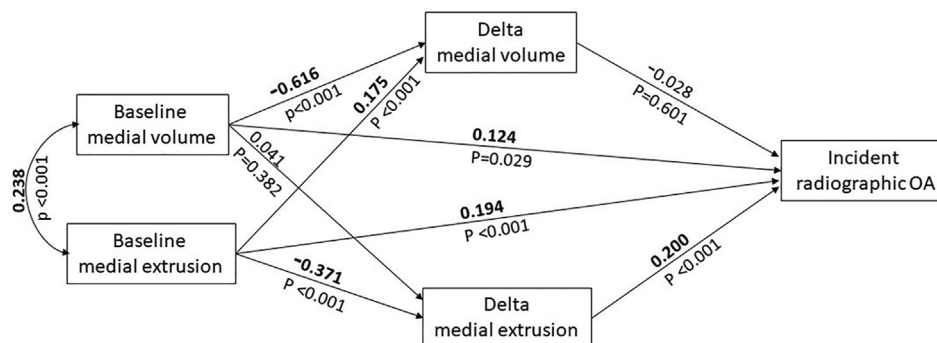 Delta
medial volume
−0.616
p<0.001
0.175
P <0.001
−0.028
P=0.601
Baseline
medial volume
0.041
P=0.382
0.124
P=0.029
Incident
radiographic OA
0.238
p <0.001
Baseline
medial extrusion
0.194
P <0.001
−0.371
P <0.001
0.200
P <0.001
Delta
medial extrusion